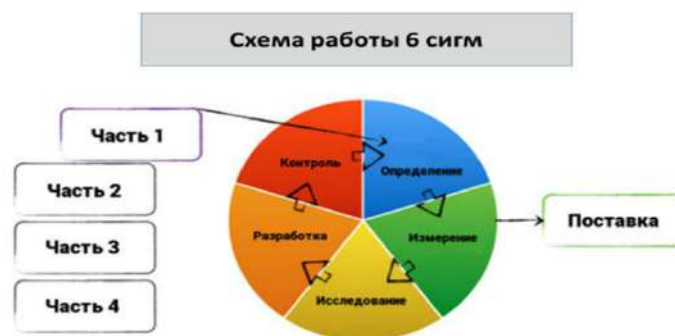 Схема работы 6 сигм
Часть 1
Часть 2
Часть 3
Часть 4
Контроль
Определение
Разработка
Измерение
Исследование
Поставка